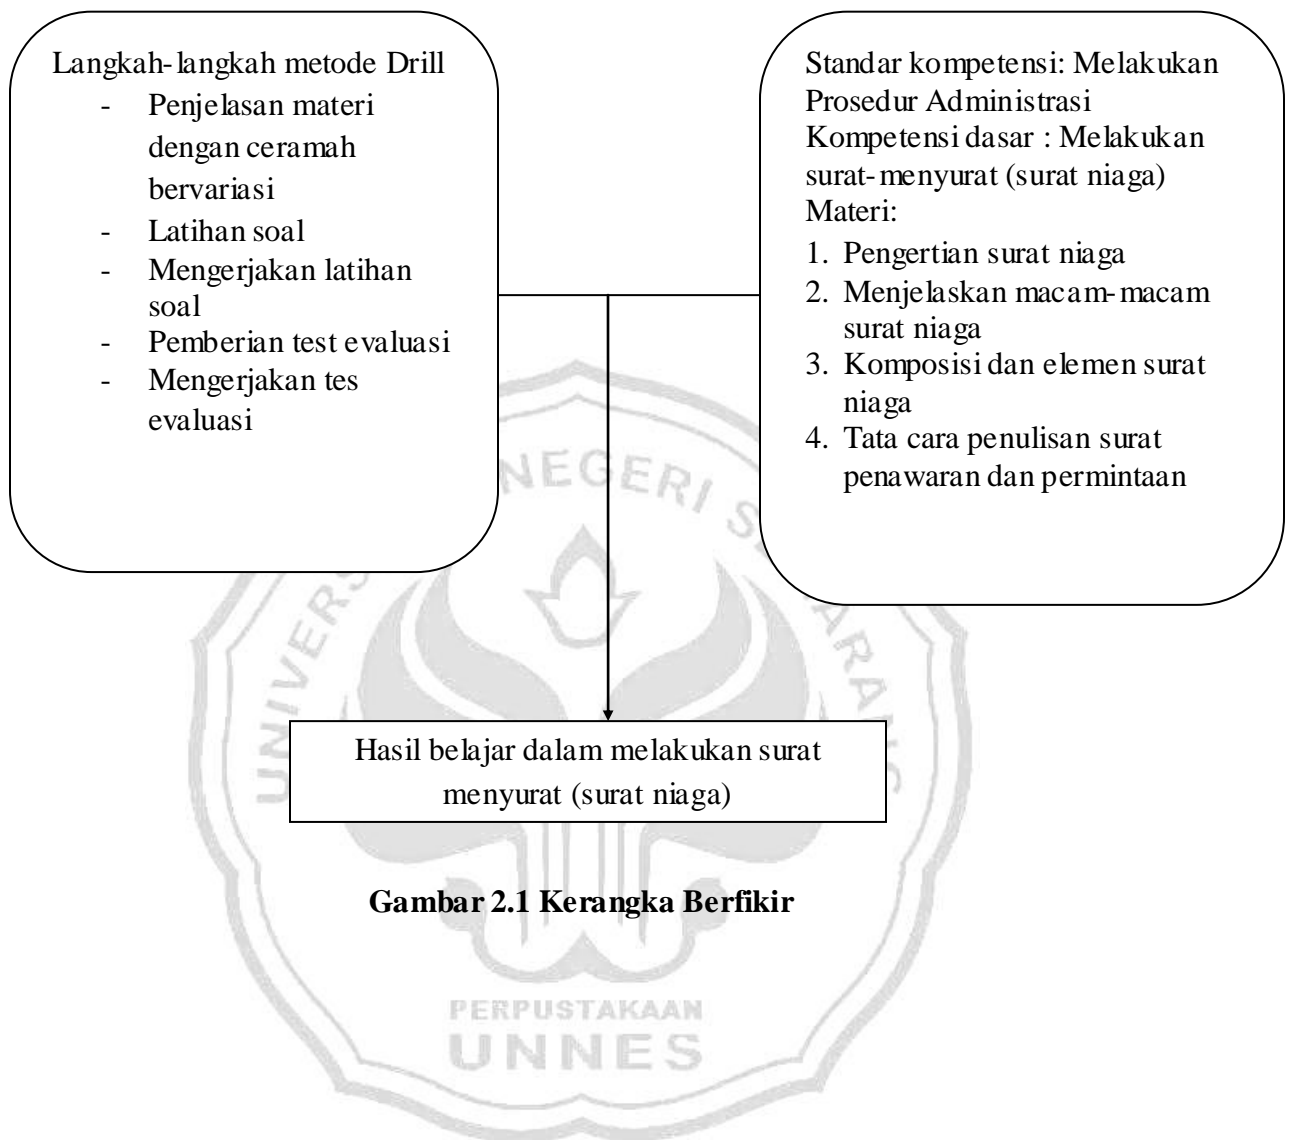 Langkah-langkah metode Drill
- Penjelasan materi
dengan ceramah
bervariasi
- Latihan soal
- Mengerjakan latihan
soal
- Pemberian test evaluasi
- Mengerjakan tes
evaluasi
Standar kompetensi: Melakukan
Prosedur Administrasi
Kompetensi dasar : Melakukan
surat-menyurat (surat niaga)
Materi:
1. Pengertian surat niaga
2. Menjelaskan macam-macam
surat niaga
3. Komposisi dan elemen surat
niaga
4. Tata cara penulisan surat
penawaran dan permintaan
Hasil belajar dalam melakukan surat
menyurat (surat niaga)
Gambar 2.1 Kerangka Berfikir
NEGERI
PERPUSTAKAAN
UNNES